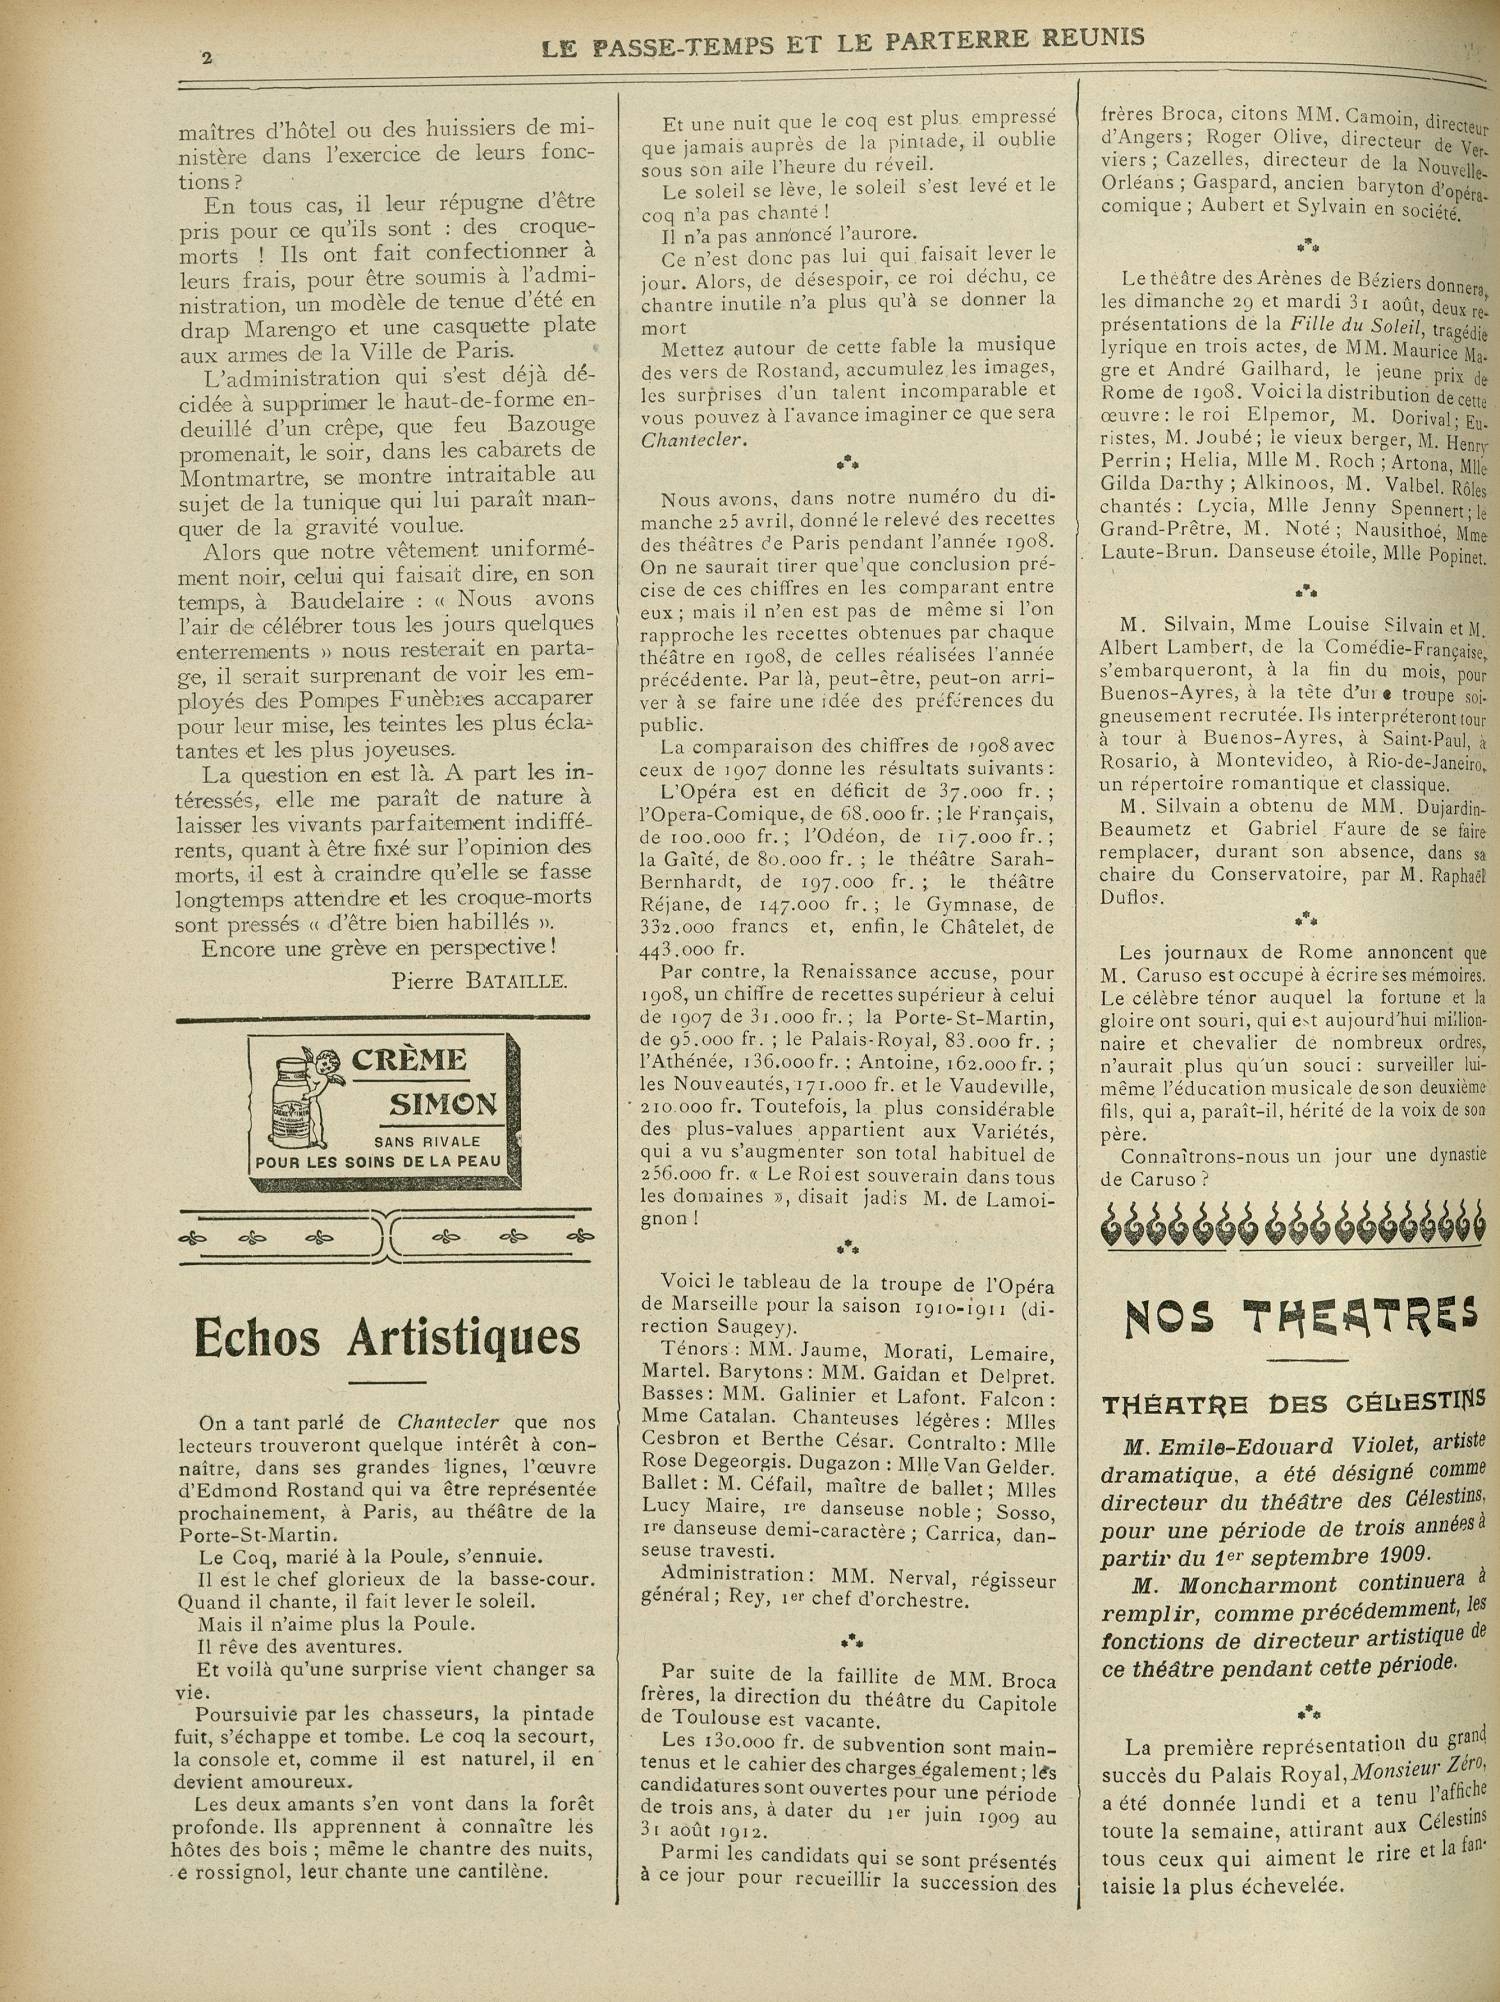 2
LE PASSE-TEMPS ET LE PARTERRE REUNIS
maîtres d'hôtel ou des huissiers de mi-
nistère dans l'exercice de leurs fonc-
tions ?
En tous cas, il leur répugne d'être
pris pour ce qu'ils sont : des croque-
morts ! Ils ont fait confectionner à
leurs frais, pour être soumis à l'admi-
nistration, un modèle de tenue d'été en
drap Marengo et une casquette plate
aux armes de la Ville de Paris.
L'administration qui s'est déjà dé-
cidée à supprimer le haut-de-forme en-
deuillé d'un crêpe, que feu Bazouge
promenait, le soir, dans les cabarets de
Montmartre, se montre intraitable au
sujet de la tunique qui lui paraît man-
quer de la gravité voulue.
Alors que notre vêtement uniformé-
ment noir, celui qui faisait dire, en son
temps, à Baudelaire : « Nous avons
l'air de célébrer tous les jours quelques
enterrements » nous resterait en parta-
ge, il serait surprenant de voir les em-
ployés des Pompes Funèbres accaparer
pour leur mise, les teintes les plus écla-
tantes et les plus joyeuses.
La question en est là. A part les in-
téressés, elle me paraît de nature à
laisser les vivants parfaitement indiffé-
rents, quant à être fixé sur l'opinion des
morts, il est à craindre qu'elle se fasse
longtemps attendre et les croque-morts
sont pressés « d'être bien habillés ».
Encore une grève en perspective !
Pierre BATAILLE.
CRÈME
SIMON
SANS RIVALE
POUR LES SOINS DE LA PEAU
Echos Artistiques
On a tant parlé de Chantecler que nos
lecteurs trouveront quelque intérêt à con-
naître, dans ses grandes lignes, l'œuvre
d'Edmond Rostand qui va être représentée
prochainement, à Paris, au théâtre de la
Porte-St-Martin.
Le Coq, marié à la Poule, s'ennuie.
Il est le chef glorieux de la basse-cour.
Quand il chante, il fait lever le soleil.
Mais il n'aime plus la Poule.
Il rêve des aventures.
Et voilà qu'une surprise vient changer sa
vie.
Poursuivie par les chasseurs, la pintade
fuit, s'échappe et tombe. Le coq la secourt,
la console et, comme il est naturel, il en
devient amoureux.
Les deux amants s'en vont dans la forêt
profonde. Ils apprennent à connaître les
hôtes des bois ; même le chantre des nuits,
e rossignol, leur chante une cantilène.
Et une nuit que le coq est plus empressé
que jamais auprès de la pintade, il oublie
sous son aile l'heure du réveil.
Le soleil se lève, le soleil s'est levé et le
coq n'a pas chanté !
Il n'a pas annoncé l'aurore.
Ce n'est donc pas lui qui faisait lever le
jour. Alors, de désespoir, ce roi déchu, ce
chantre inutile n'a plus qu'à se donner la
mort
Mettez autour de cette fable la musique
des vers de Rostand, accumulez les images,
les surprises d'un talent incomparable et
vous pouvez à l'avance imaginer ce que sera
Chantecler.
Nous avons, dans notre numéro du di-
manche 25 avril, donné le relevé des recettes
des théâtres de Paris pendant l'année 1908.
On ne saurait tirer que'que conclusion pré-
cise de ces chiffres en les comparant entre
eux ; mais il n'en est pas de même si l'on
rapproche les recettes obtenues par chaque
théâtre en 1908, de celles réalisées l'année
précédente. Par là, peut-être, peut-on arri-
ver à se faire une idée des préférences du
public.
La comparaison des chiffres de 1908 avec
ceux de 1907 donne les résultats suivants :
L'Opéra est en déficit de 37.000 fr. ;
l'Opera-Comique, de 68.000 fr. ; le Français,
de 100.000 fr. ; l'Odéon, de 117.000 fr. ;
la Gaîté, de 80.000 fr. ; le théâtre Sarah-
Bernhardt, de 197.000 fr. ; le théâtre
Réjane, de 147.000 fr. ; le Gymnase, de
332.000 francs et, enfin, le Châtelet, de
443.000 fr.
Par contre, la Renaissance accuse, pour
1908, un chiffre de recettes supérieur à celui
de 1907 de 31.000 fr. ; la Porte-St-Martin,
de 95.000 fr. ; le Palais-Royal, 83.000 fr. ;
l'Athénée, 136.000 fr. ; Antoine, 162.000 fr. ;
les Nouveautés, 171.000 fr. et le Vaudeville,
210.000 fr. Toutefois, la plus considérable
des plus-values appartient aux Variétés,
qui a vu s'augmenter son total habituel de
256.000 fr. « Le Roi est souverain dans tous
les domaines », disait jadis M. de Lamoi-
gnon !
Voici le tableau de la troupe de l'Opéra
de Marseille pour la saison 1910-1911 (di-
rection Saugey).
Ténors : MM. Jaume, Morati, Lemaire,
Martel. Barytons : MM. Gaidan et Delpret.
Basses : MM. Galinier et Lafont. Falcon :
Mme Catalan. Chanteuses légères : Mlles
Cesbron et Berthe César. Contralto : Mlle
Rose Degeorgis. Dugazon : Mlle Van Gelder.
Ballet : M. Céfail, maître de ballet ; Mlles
Lucy Maire, 1re danseuse noble ; Sosso,
1re danseuse demi-caractère ; Carrica, dan-
seuse travesti.
Administration : MM. Nerval, régisseur
général ; Rey, 1er chef d'orchestre.
Par suite de la faillite de MM. Broca
frères, la direction du théâtre du Capitole
de Toulouse est vacante.
Les 130.000 fr. de subvention sont main-
tenus et le cahier des charges également ; les
candidatures sont ouvertes pour une période
de trois ans, à dater du 1er juin 1909 au
31 août 1912.
Parmi les candidats qui se sont présentés
à ce jour pour recueillir la succession des
frères Broca, citons MM. Camoin, directeur
d'Angers ; Roger Olive, directeur de Ver-
viers ; Cazelles, directeur de la Nouvelle-
Orléans ; Gaspard, ancien baryton d'opéra-
comique ; Aubert et Sylvain en société.
Le théâtre des Arènes de Béziers donnera,
les dimanche 29 et mardi 31 août, deux re-
présentations de la Fille du Soleil, tragédie
lyrique en trois actes, de MM. Maurice Ma-
gre et André Gailhard, le jeune prix de
Rome de 1908. Voici la distribution de cette
œuvre : le roi Elpemor, M. Dorival ; Eu-
ristes, M. Joubé ; le vieux berger, M. Henry
Perrin ; Helia, Mlle M. Roch ; Artona, Mlle
Gilda Darthy ; Alkinoos, M. Valbel. Rôles
chantés : Lycia, Mlle Jenny Spennert ; le
Grand-Prêtre, M. Noté ; Nausithoé, Mme
Laute-Brun. Danseuse étoile, Mlle Popinet.
M. Silvain, Mme Louise Silvain et M.
Albert Lambert, de la Comédie-Française,
s'embarqueront, à la fin du mois, pour
Buenos-Ayres, à la tête d'une troupe soi-
gneusement recrutée. Ils interpréteront tour
à tour à Buenos-Ayres, à Saint-Paul, à
Rosario, à Montevideo, à Rio-de-Janeiro,
un répertoire romantique et classique.
M. Silvain a obtenu de MM. Dujardin-
Beaumetz et Gabriel Faure de se faire
remplacer, durant son absence, dans sa
chaire du Conservatoire, par M. Raphaël
Duflos.
Les journaux de Rome annoncent que
M. Caruso est occupé à écrire ses mémoires.
Le célèbre ténor auquel la fortune et la
gloire ont souri, qui est aujourd'hui million-
naire et chevalier de nombreux ordres,
n'aurait plus qu'un souci : surveiller lui-
même l'éducation musicale de son deuxième
fils, qui a, paraît-il, hérité de la voix de son
père.
Connaîtrons-nous un jour une dynastie
de Caruso ?
NOS THEATRES
THÉATRE DES CÉLESTINS
M. Emile-Edouard Violet, artiste
dramatique, a été désigné comme
directeur du théâtre des Célestins,
pour une période de trois années à
partir du 1er septembre 1909.
M. Moncharmont continuera à
remplir, comme précédemment, les
fonctions de directeur artistique de
ce théâtre pendant cette période.
La première représentation du grand
succès du Palais Royal, Monsieur Zéro,
a été donnée lundi et a tenu l'affiche
toute la semaine, attirant aux Célestins
tous ceux qui aiment le rire et la fan-
taisie la plus échevelée.